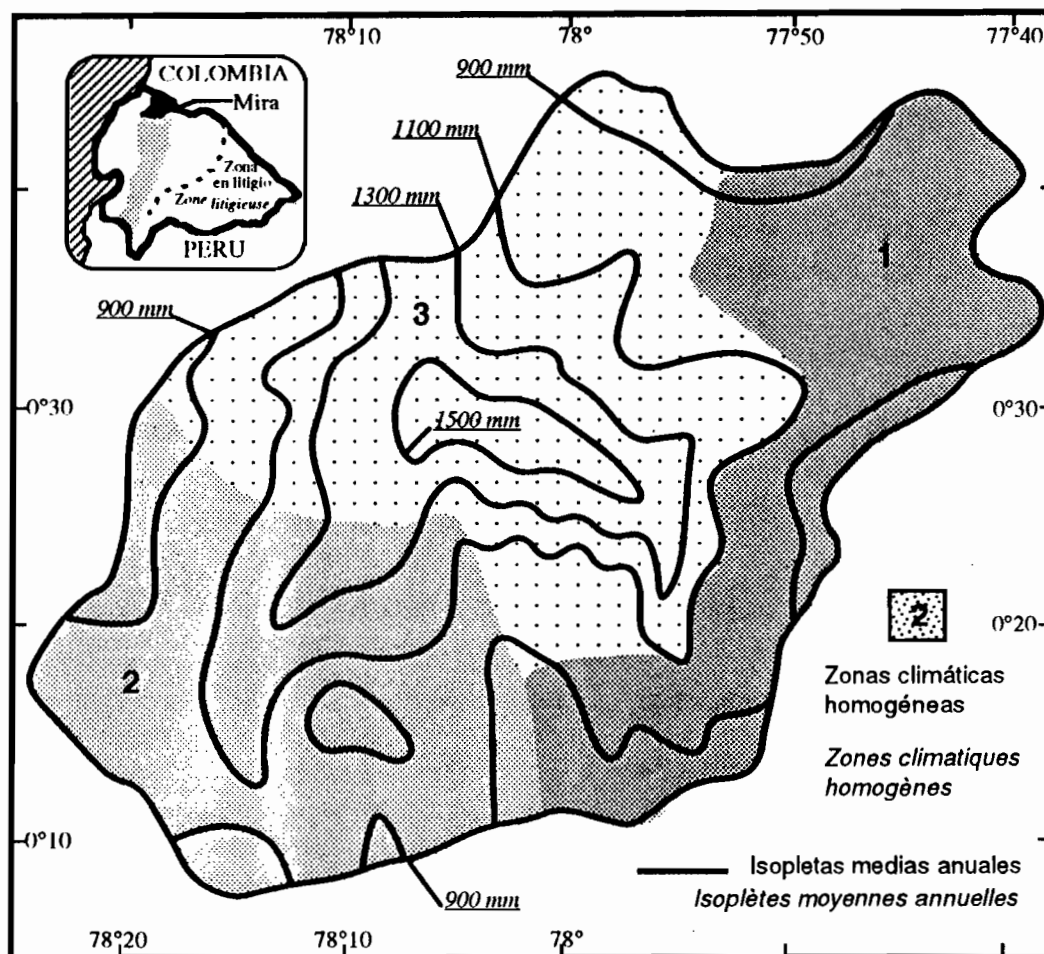 78°10
78°
77°50
77°40
COLOMBIA
Mira
Zona
en litigio
Zone
litigieuse
PERU
900 mm
1100 mm
1300 mm
1
900 mm
3
0°30
0°30
1500 mm
2
0°20
2
Zonas climáticas
homogéneas
Zones climatiques
homogènes
0°10
Isopletas medias anuales
900 mm
Isoplètes moyennes annuelles
78°20
78°10
78°